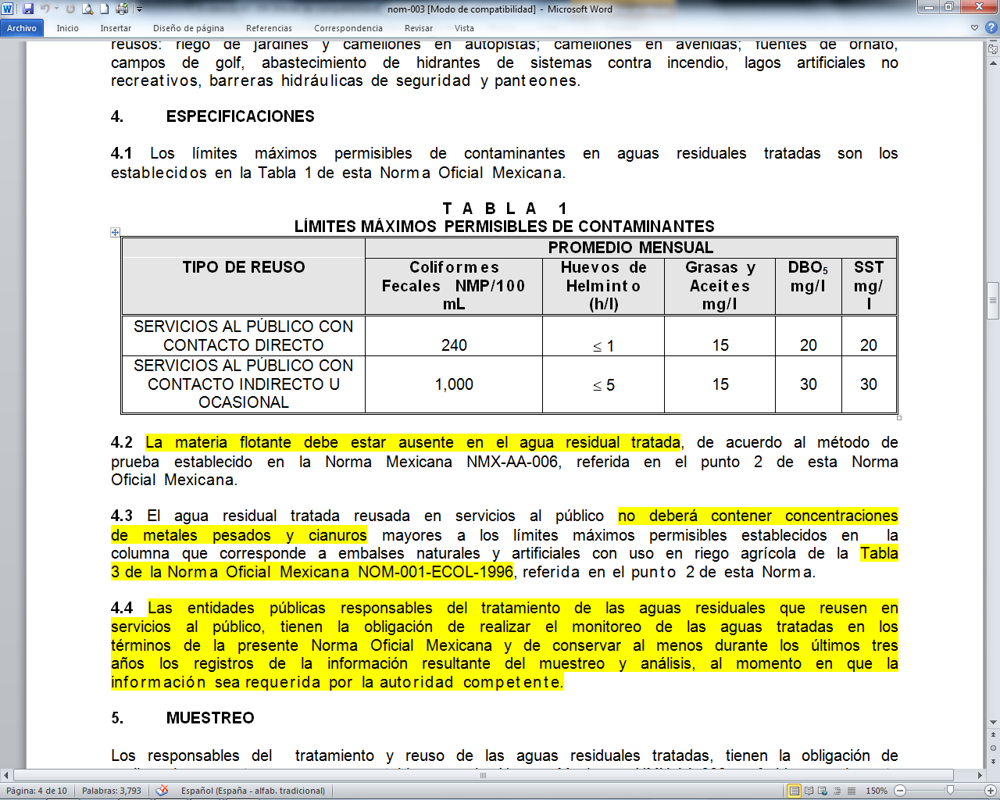 nom-003 [Modo de compatibilidad] - Microsoft Word
Archivo Inicio Insertar Diseño de página Referencias Correspondencia Revisar Vista
reusos: riego de jardines y camellones en autopistas; camellones en avenidas; fuentes de ornato,
campos de golf, abastecimiento de hidrantes de sistemas contra incendio, lagos artificiales no
recreativos, barreras hidráulicas de seguridad y panteones.
4. ESPECIFICACIONES
4.1 Los límites máximos permisibles de contaminantes en aguas residuales tratadas son los
establecidos en la Tabla 1 de esta Norma Oficial Mexicana.
T A B L A 1
LÍMITES MÁXIMOS PERMISIBLES DE CONTAMINANTES
PROMEDIO MENSUAL
TIPO DE REUSO
Coliformes
Fecales NMP/100
mL
Huevos de
Helminto
(h/l)
Grasas y
Aceites
mg/l
DBO5
mg/l
SST
mg/
l
SERVICIOS AL PÚBLICO CON
CONTACTO DIRECTO
240 ≤ 1 15 20 20
SERVICIOS AL PÚBLICO CON
CONTACTO INDIRECTO U
OCASIONAL
1,000 ≤ 5 15 30 30
4.2 La materia flotante debe estar ausente en el agua residual tratada, de acuerdo al método de
prueba establecido en la Norma Mexicana NMX-AA-006, referida en el punto 2 de esta Norma
Oficial Mexicana.
4.3 El agua residual tratada reusada en servicios al público no deberá contener concentraciones
de metales pesados y cianuros mayores a los límites máximos permisibles establecidos en la
columna que corresponde a embalses naturales y artificiales con uso en riego agrícola de la Tabla
3 de la Norma Oficial Mexicana NOM-001-ECOL-1996, referida en el punto 2 de esta Norma.
4.4 Las entidades públicas responsables del tratamiento de las aguas residuales que reusen en
servicios al público, tienen la obligación de realizar el monitoreo de las aguas tratadas en los
términos de la presente Norma Oficial Mexicana y de conservar al menos durante los últimos tres
años los registros de la información resultante del muestreo y análisis, al momento en que la
información sea requerida por la autoridad competente.
5. MUESTREO
Los responsables del tratamiento y reuso de las aguas residuales tratadas, tienen la obligación de
Página: 4 de 10 Palabras: 3,793 Español (España - alfab. tradicional) 150%